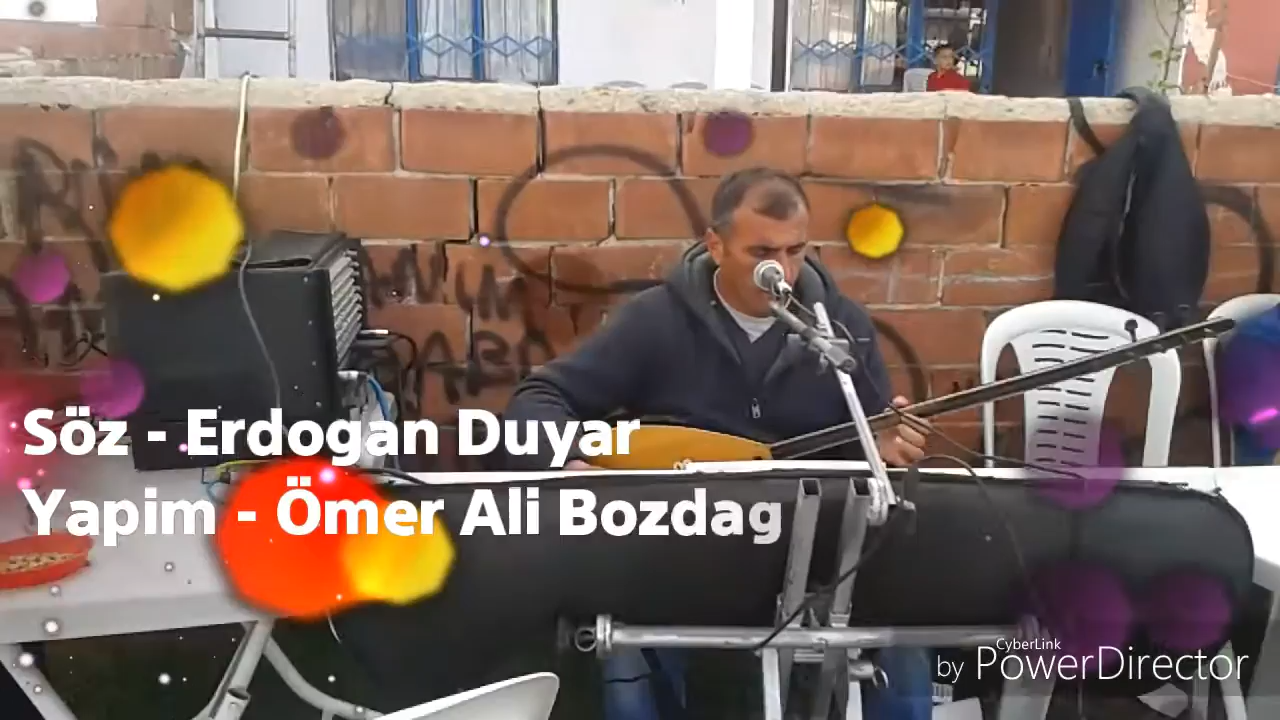 Söz - Erdogan Duyar
Yapim - Ömer Ali Bozdag
CyberLink
by PowerDirector